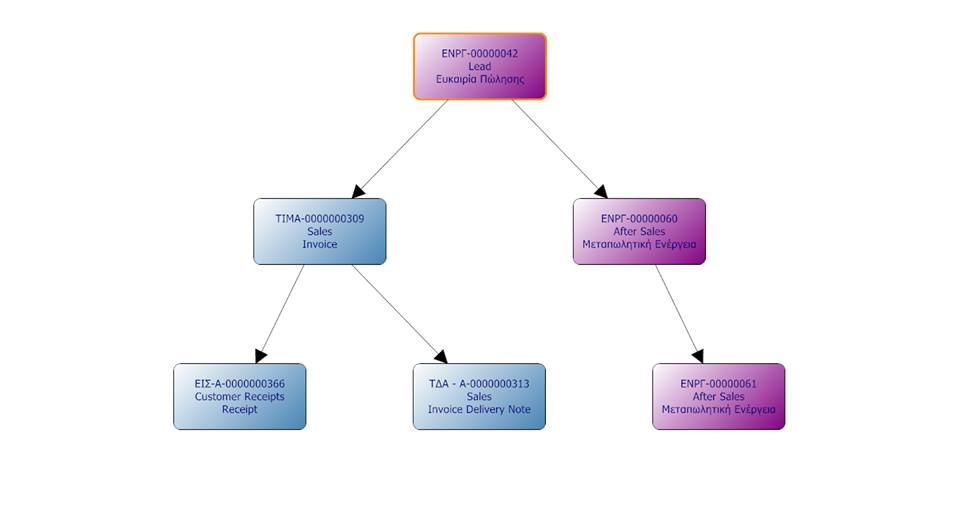 ΕΝΡΓ-00000042
Lead
Ευκαιρία Πώλησης
ΤΙΜΑ-0000000309
Sales
Invoice
ΕΝΡΓ-00000060
After Sales
Μεταπωλητική Ενέργεια
ΕΙΣ-Α-0000000366
Customer Receipts
Receipt
ΤΔΑ - Α-0000000313
Sales
Invoice Delivery Note
ΕΝΡΓ-00000061
After Sales
Μεταπωλητική Ενέργεια